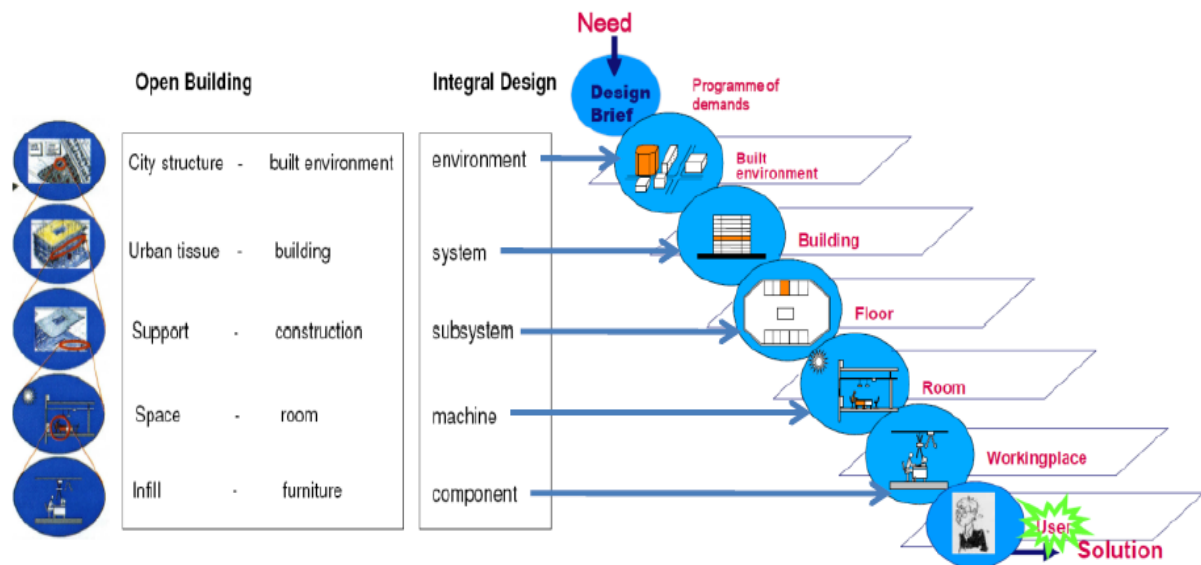 Need
Open Building
Integral Design
Design
Brief
Programme of
demands
City structure - built environment
environment
Built
environment
Urban tissue - building
system
Building
Support - construction
subsystem
Floor
Space - room
machine
Room
Infill - furniture
component
Workingplace
User
Solution